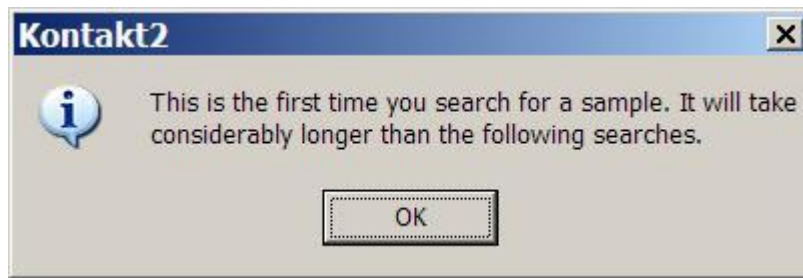 Kontakt2
This is the first time you search for a sample. It will take
considerably longer than the following searches.
OK